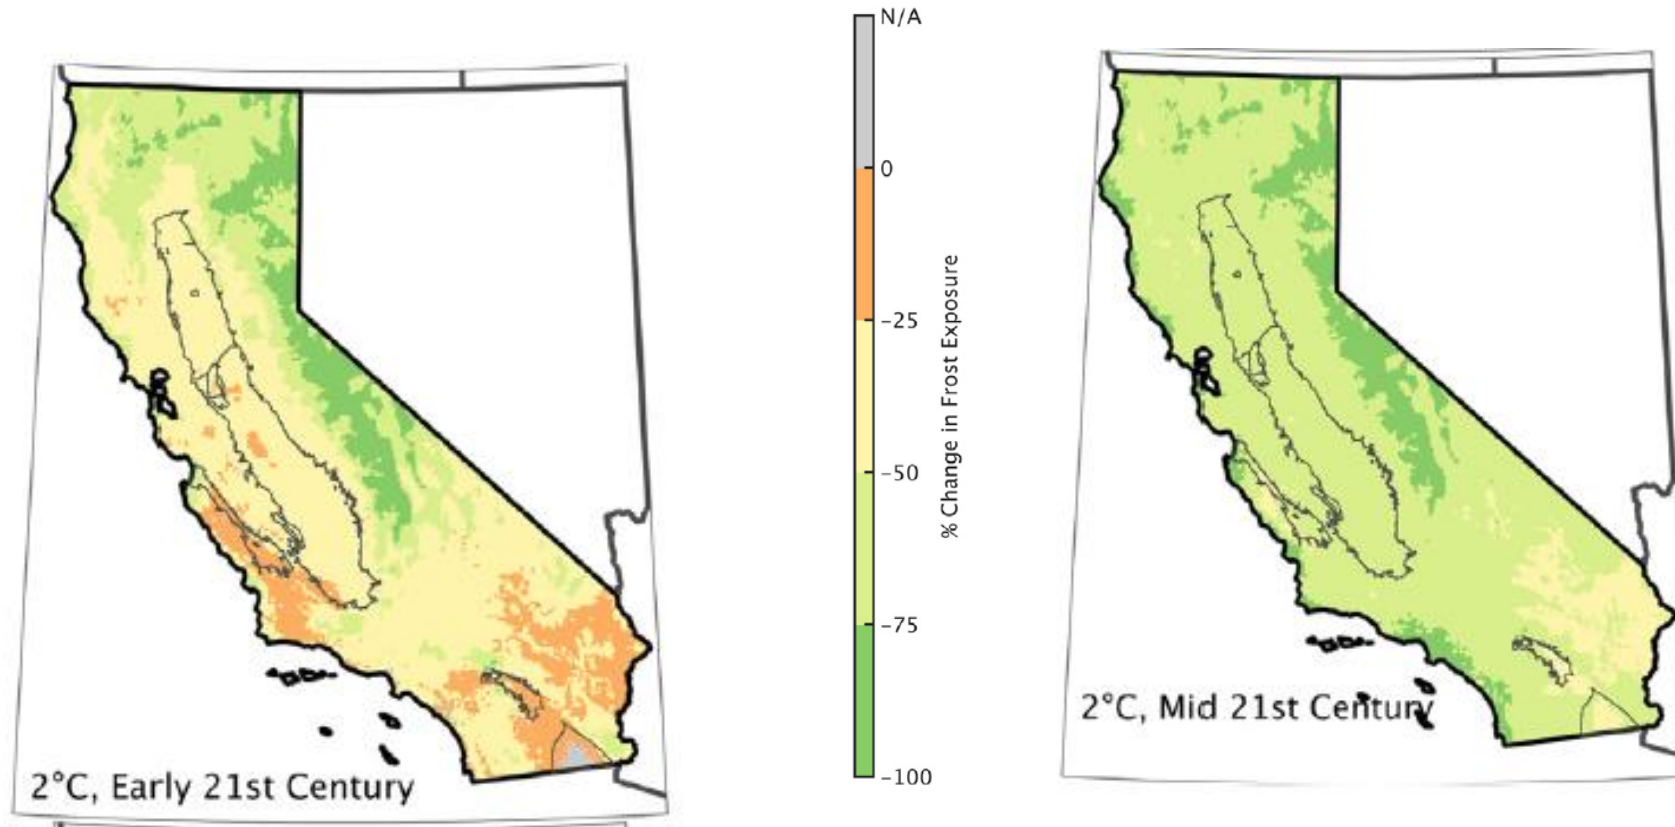 N/A
0
-25
-50
-75
-100
% Change in Frost Exposure
2°C, Early 21st Century
2°C, Mid 21st Century